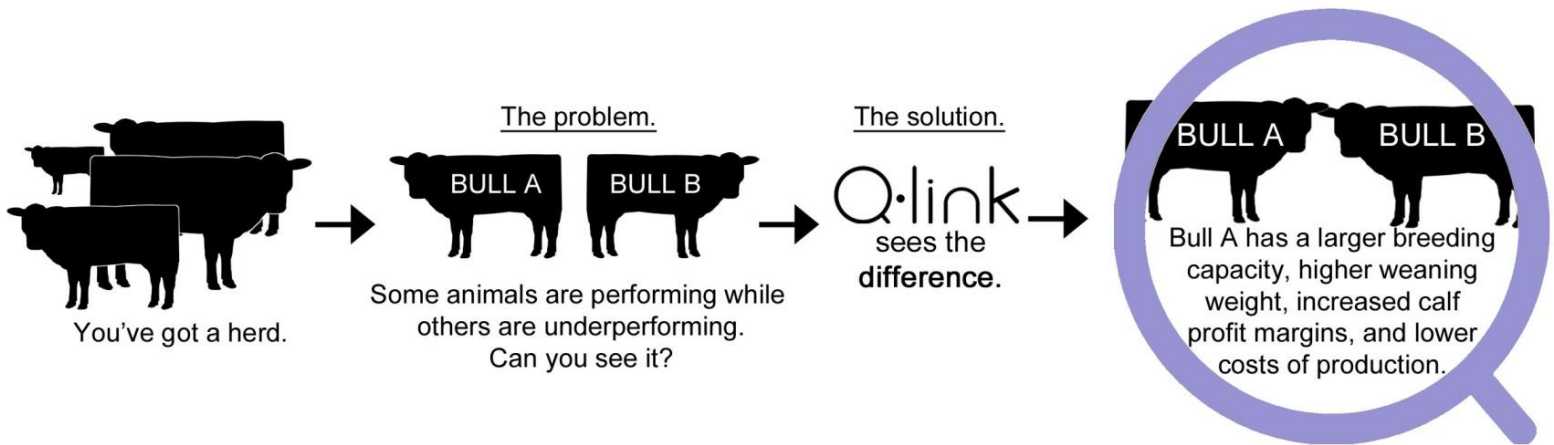 You've got a herd.
The problem.
BULL A
BULL B
Some animals are performing while
others are underperforming.
Can you see it?
The solution.
Q·link
sees the
difference.
BULL A
BULL B
Bull A has a larger breeding
capacity, higher weaning
weight, increased calf
profit margins, and lower
costs of production.